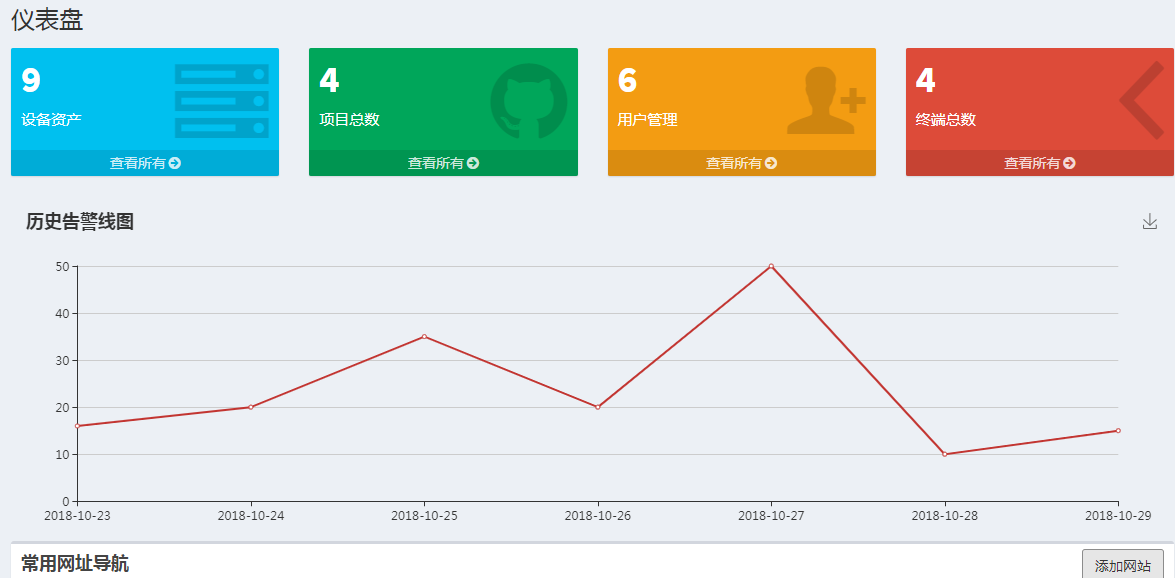 仪表盘
9
设备资产
查看所有
4
项目总数
查看所有
6
用户管理
查看所有
4
终端总数
查看所有
历史告警线图
50
40
30
20
10
0
2018-10-23 2018-10-24 2018-10-25 2018-10-26 2018-10-27 2018-10-28 2018-10-29
常用网址导航
添加网站